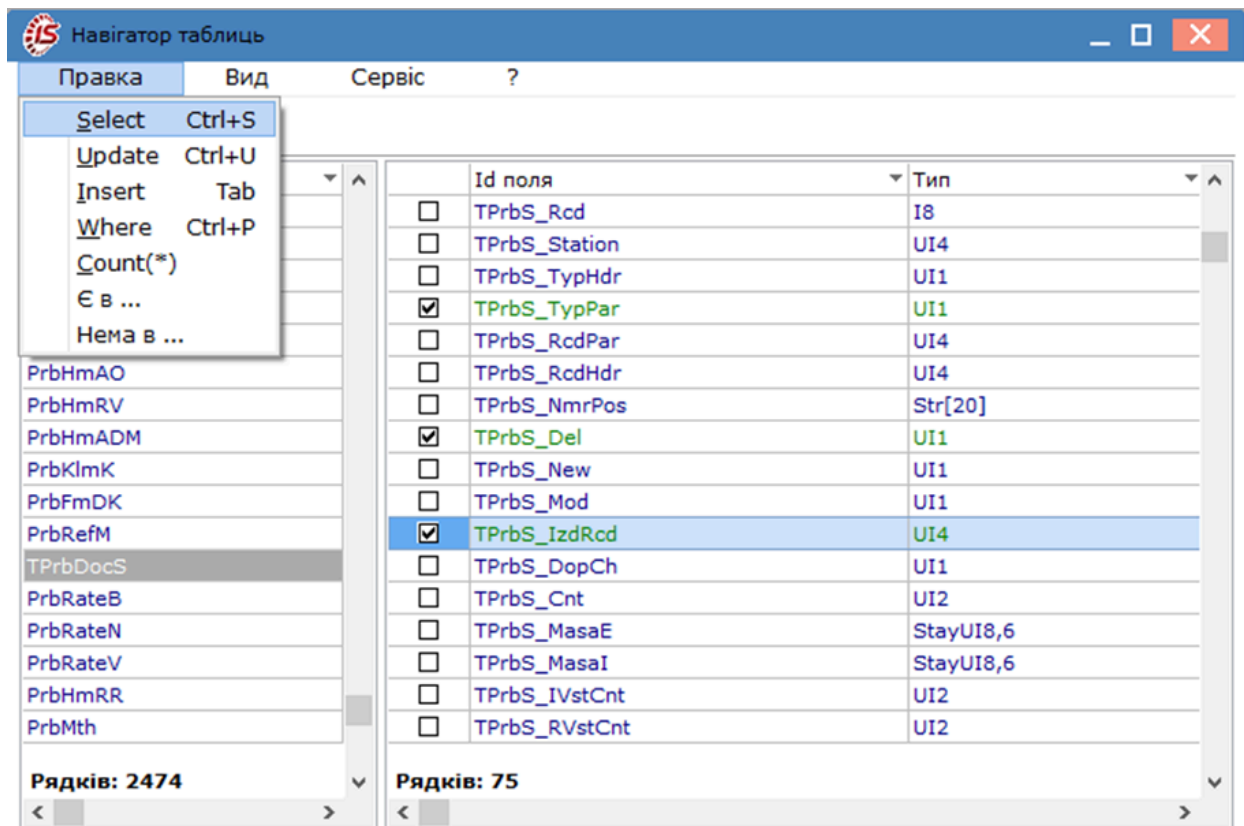 IS Навігатор таблиць
Правка Вид Сервіс ?
Select Ctrl+S
Update Ctrl+U
Insert Tab
Where Ctrl+P
Count(*)
Є в ...
Нема в ...
PrbHmAO
PrbHmRV
PrbHmADM
PrbKlmK
PrbFmDK
PrbRefM
TPrbDocS
PrbRateB
PrbRateN
PrbRateV
PrbHmRR
PrbMth
Рядків: 2474
Id поля Тип
TPrbS_Rcd I8
TPrbS_Station UI4
TPrbS_TypHdr UI1
TPrbS_TypPar UI1
TPrbS_RcdPar UI4
TPrbS_RcdHdr UI4
TPrbS_NmrPos Str[20]
TPrbS_Del UI1
TPrbS_New UI1
TPrbS_Mod UI1
TPrbS_IzdRcd UI4
TPrbS_DopCh UI1
TPrbS_Cnt UI2
TPrbS_MasaE StayUI8,6
TPrbS_MasaI StayUI8,6
TPrbS_IVstCnt UI2
TPrbS_RVstCnt UI2
Рядків: 75